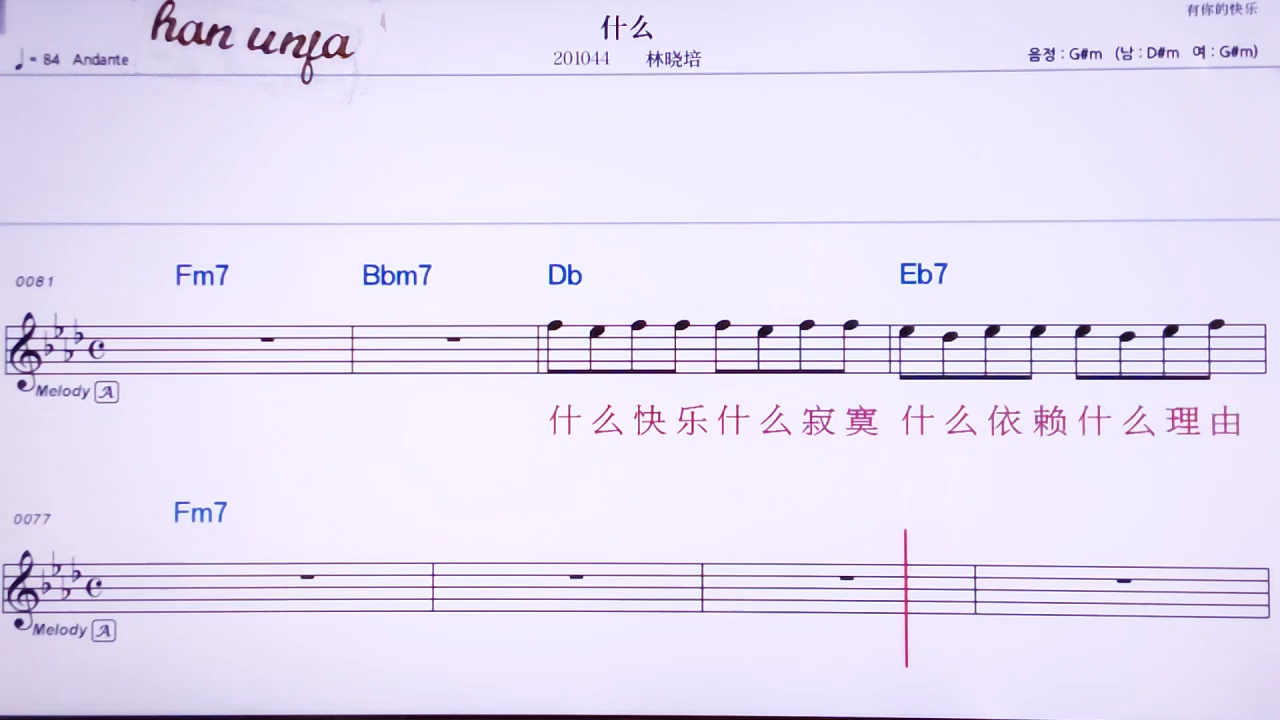 有你的快乐
han unfa
什么
♩= 84 Andante
201044 林晓培
음정 : G#m (남 : D#m 여 : G#m)
0081 Fm7 Bbm7 Db Eb7
Melody A
什么快乐什么寂寞 什么依赖什么理由
0077 Fm7
Melody A